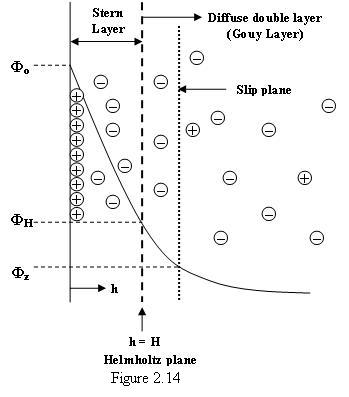 Stern
Layer
Diffuse double layer
(Gouy Layer)
Φo
Slip plane
ΦH
Φz
h
h = H
Helmholtz plane
Figure 2.14